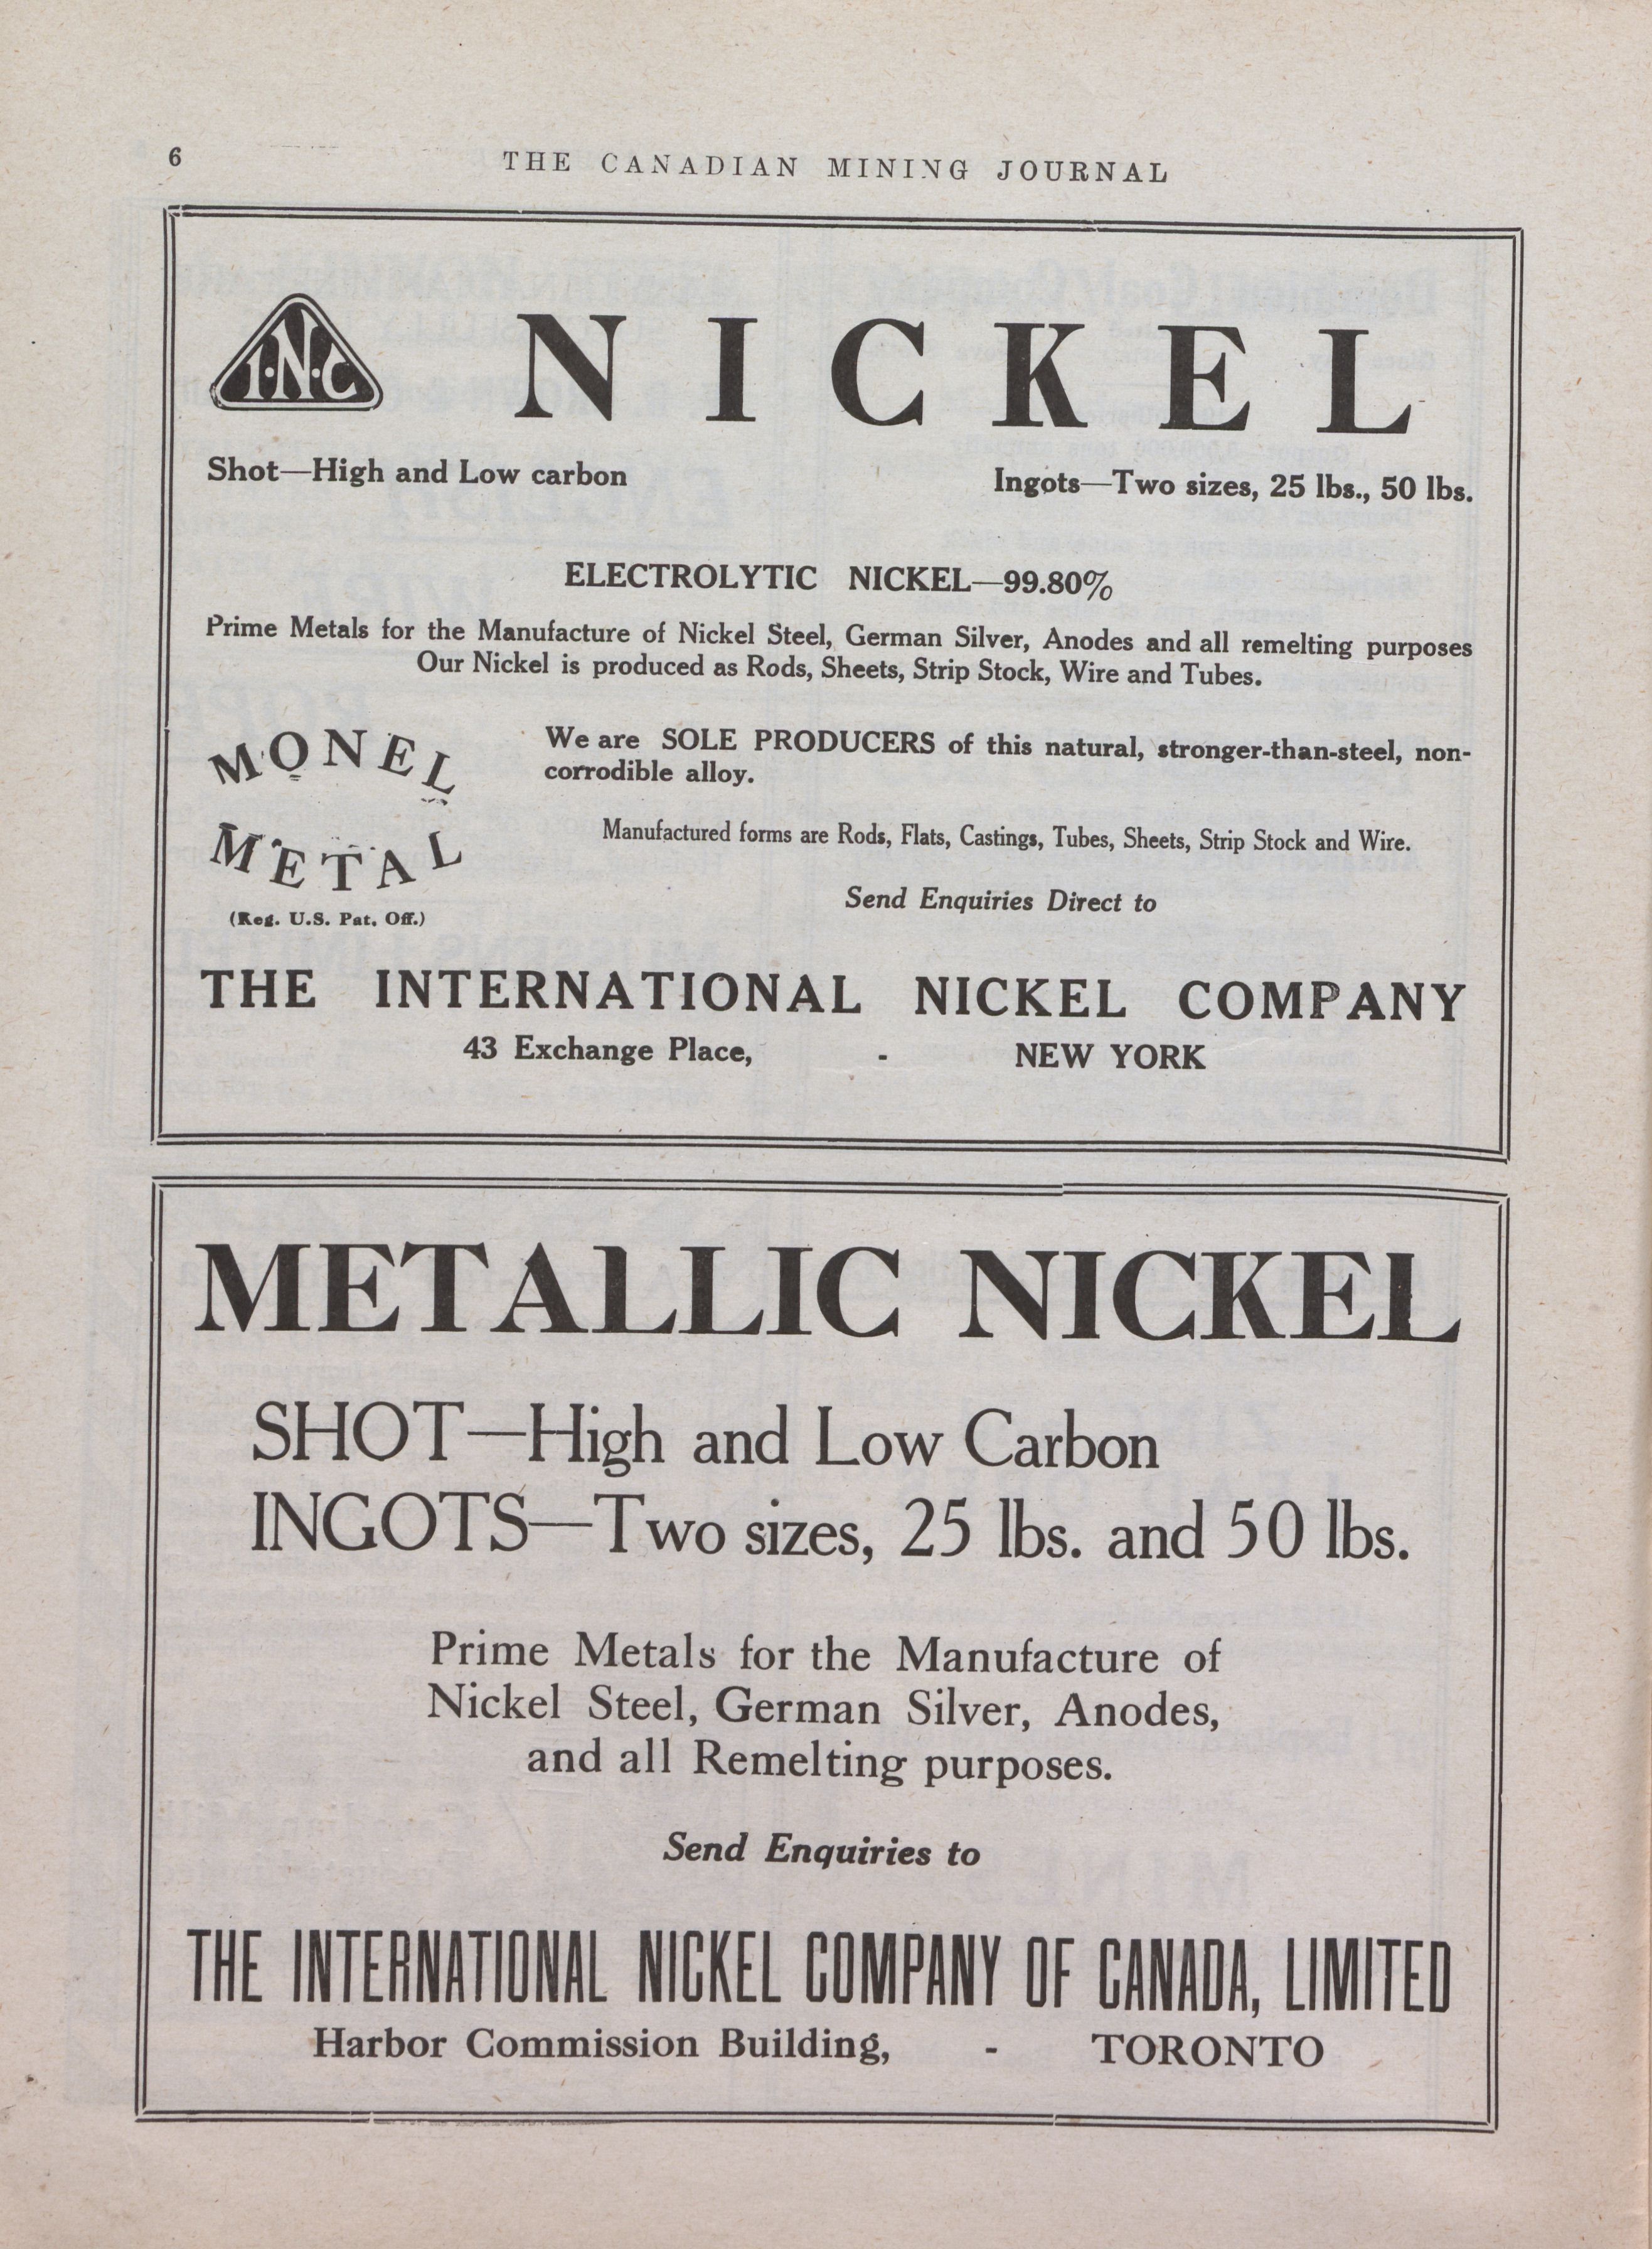 6
THE CANADIAN MINING JOURNAL
I·N·C
NICKEL
Shot—High and Low carbon
Ingots—Two sizes, 25 lbs., 50 lbs.
ELECTROLYTIC NICKEL—99.80%
Prime Metals for the Manufacture of Nickel Steel, German Silver, Anodes and all remelting purposes
Our Nickel is produced as Rods, Sheets, Strip Stock, Wire and Tubes.
MONEL
METAL
(Reg. U.S. Pat. Off.)
We are SOLE PRODUCERS of this natural, stronger-than-steel, non-
corrodible alloy.
Manufactured forms are Rods, Flats, Castings, Tubes, Sheets, Strip Stock and Wire.
Send Enquiries Direct to
THE INTERNATIONAL NICKEL COMPANY
43 Exchange Place, - NEW YORK
METALLIC NICKEL
SHOT—High and Low Carbon
INGOTS—Two sizes, 25 lbs. and 50 lbs.
Prime Metals for the Manufacture of
Nickel Steel, German Silver, Anodes,
and all Remelting purposes.
Send Enquiries to
THE INTERNATIONAL NICKEL COMPANY OF CANADA, LIMITED
Harbor Commission Building, - TORONTO